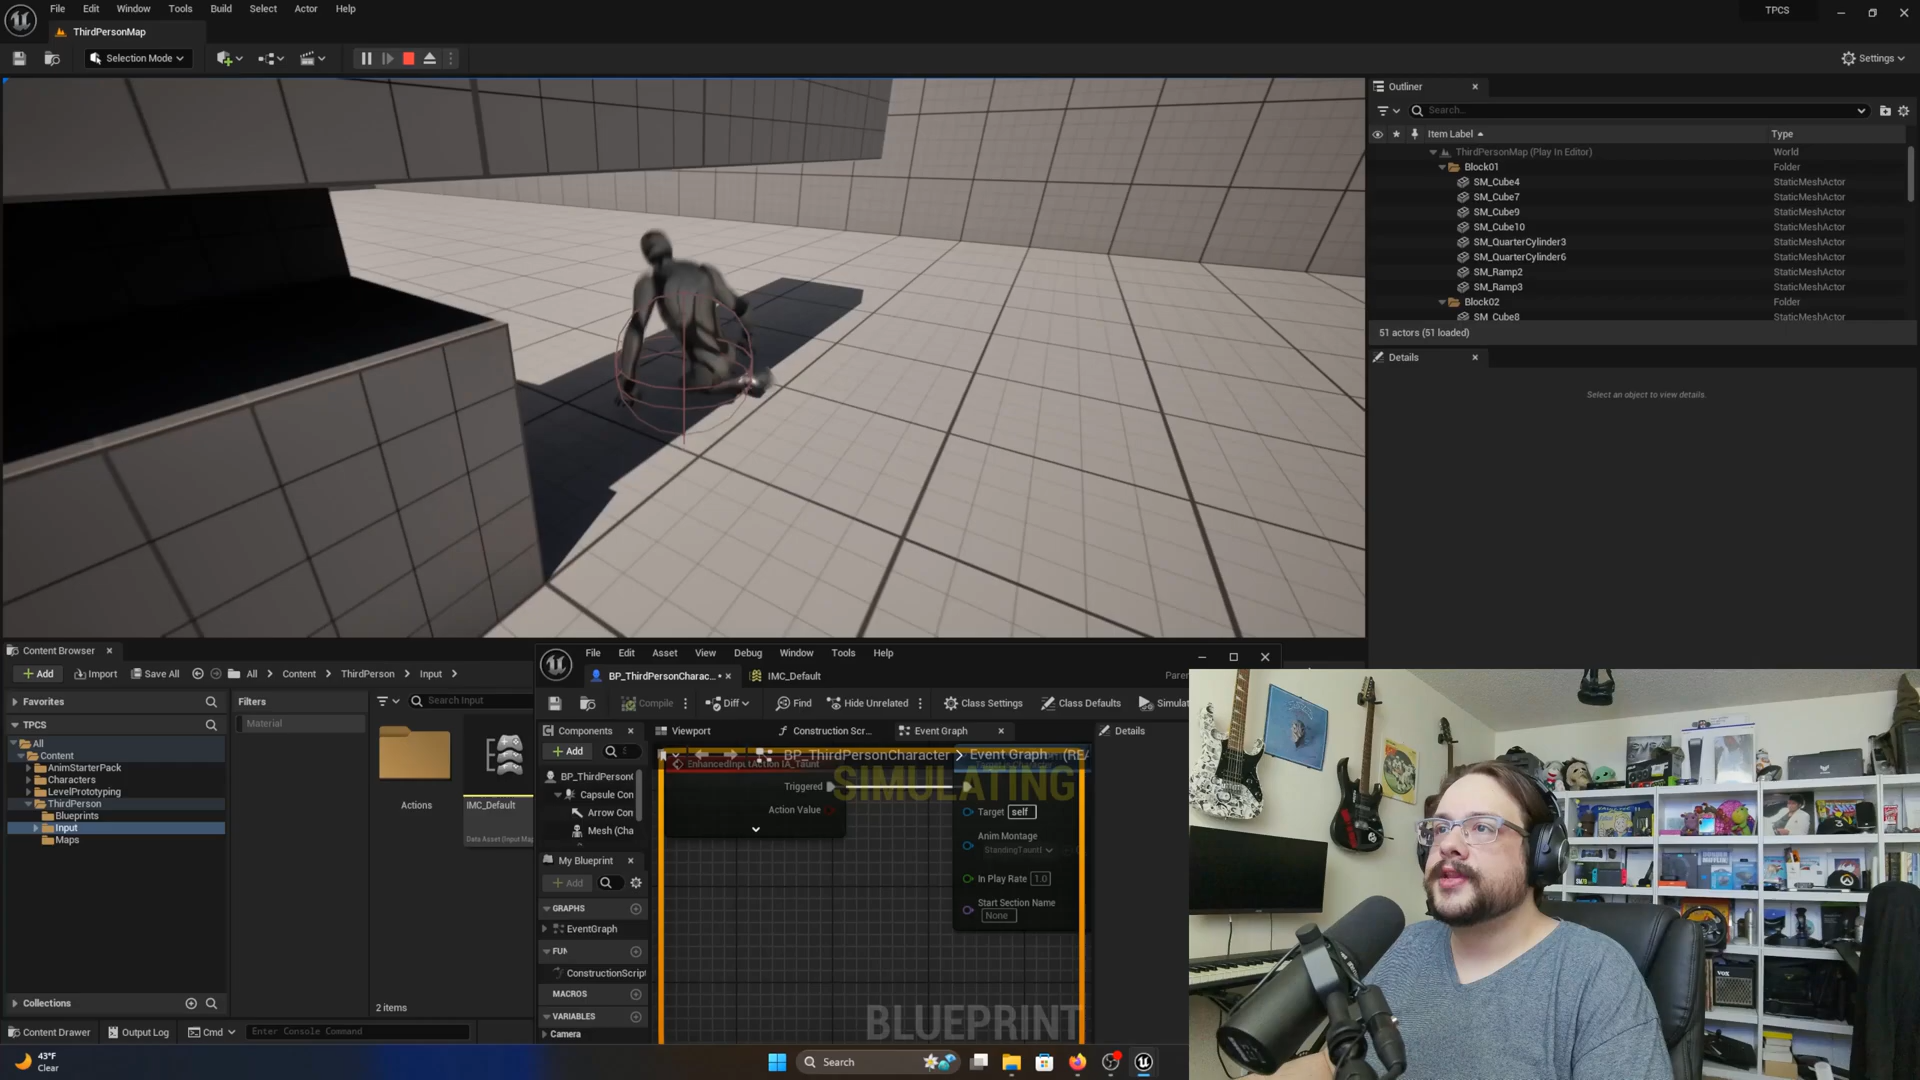 File Edit Window Tools Build Select Actor Help
TPCS
ThirdPersonMap
Selection Mode
Settings
Outliner
Search...
Item Label
Type
ThirdPersonMap (Play In Editor)
World
Block01
Folder
SM_Cube4
StaticMeshActor
SM_Cube7
StaticMeshActor
SM_Cube9
StaticMeshActor
SM_Cube10
StaticMeshActor
SM_QuarterCylinder3
StaticMeshActor
SM_QuarterCylinder6
StaticMeshActor
SM_Ramp2
StaticMeshActor
SM_Ramp3
StaticMeshActor
Block02
Folder
SM_Cube8
StaticMeshActor
51 actors (51 loaded)
Details
Select an object to view details.
Content Browser
Add Import Save All All Content ThirdPerson Input
Favorites
TPCS
All
Content
AnimStarterPack
Characters
LevelPrototyping
ThirdPerson
Blueprints
Input
Maps
Collections
Filters
Material
Search Input
Actions
IMC_Default
2 items
Content Drawer Output Log Cmd Enter Console Command
File Edit Asset View Debug Window Tools Help
BP_ThirdPersonCharac...
IMC_Default
Paren
Compile Diff Find Hide Unrelated Class Settings Class Defaults Simulat
Components
Add
BP_ThirdPerson(
Capsule Con
Arrow Con
Mesh (Cha
My Blueprint
Add
GRAPHS
EventGraph
FUN
ConstructionScript
MACROS
VARIABLES
Camera
Viewport Construction Scr... Event Graph Details
BP_ThirdPersonCharacter > Event Graph (REA
EnhancedInputAction IA_Taunt
SIMULATING
Triggered
Action Value
Target self
Anim Montage
In Play Rate 1.0
Start Section Name
None
BLUEPRINT
43°F
Clear
Search
VOX